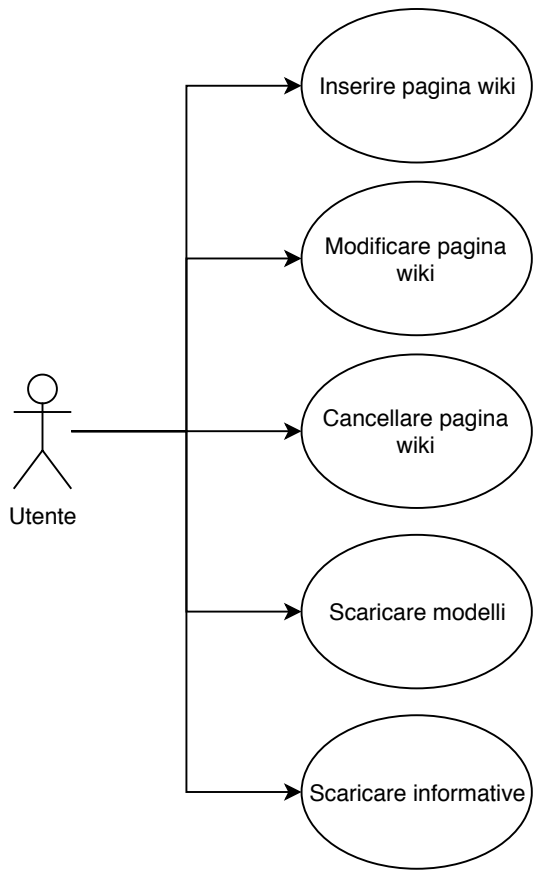 Inserire pagina wiki
Modificare pagina
wiki
Cancellare pagina
wiki
Utente
Scaricare modelli
Scaricare informative